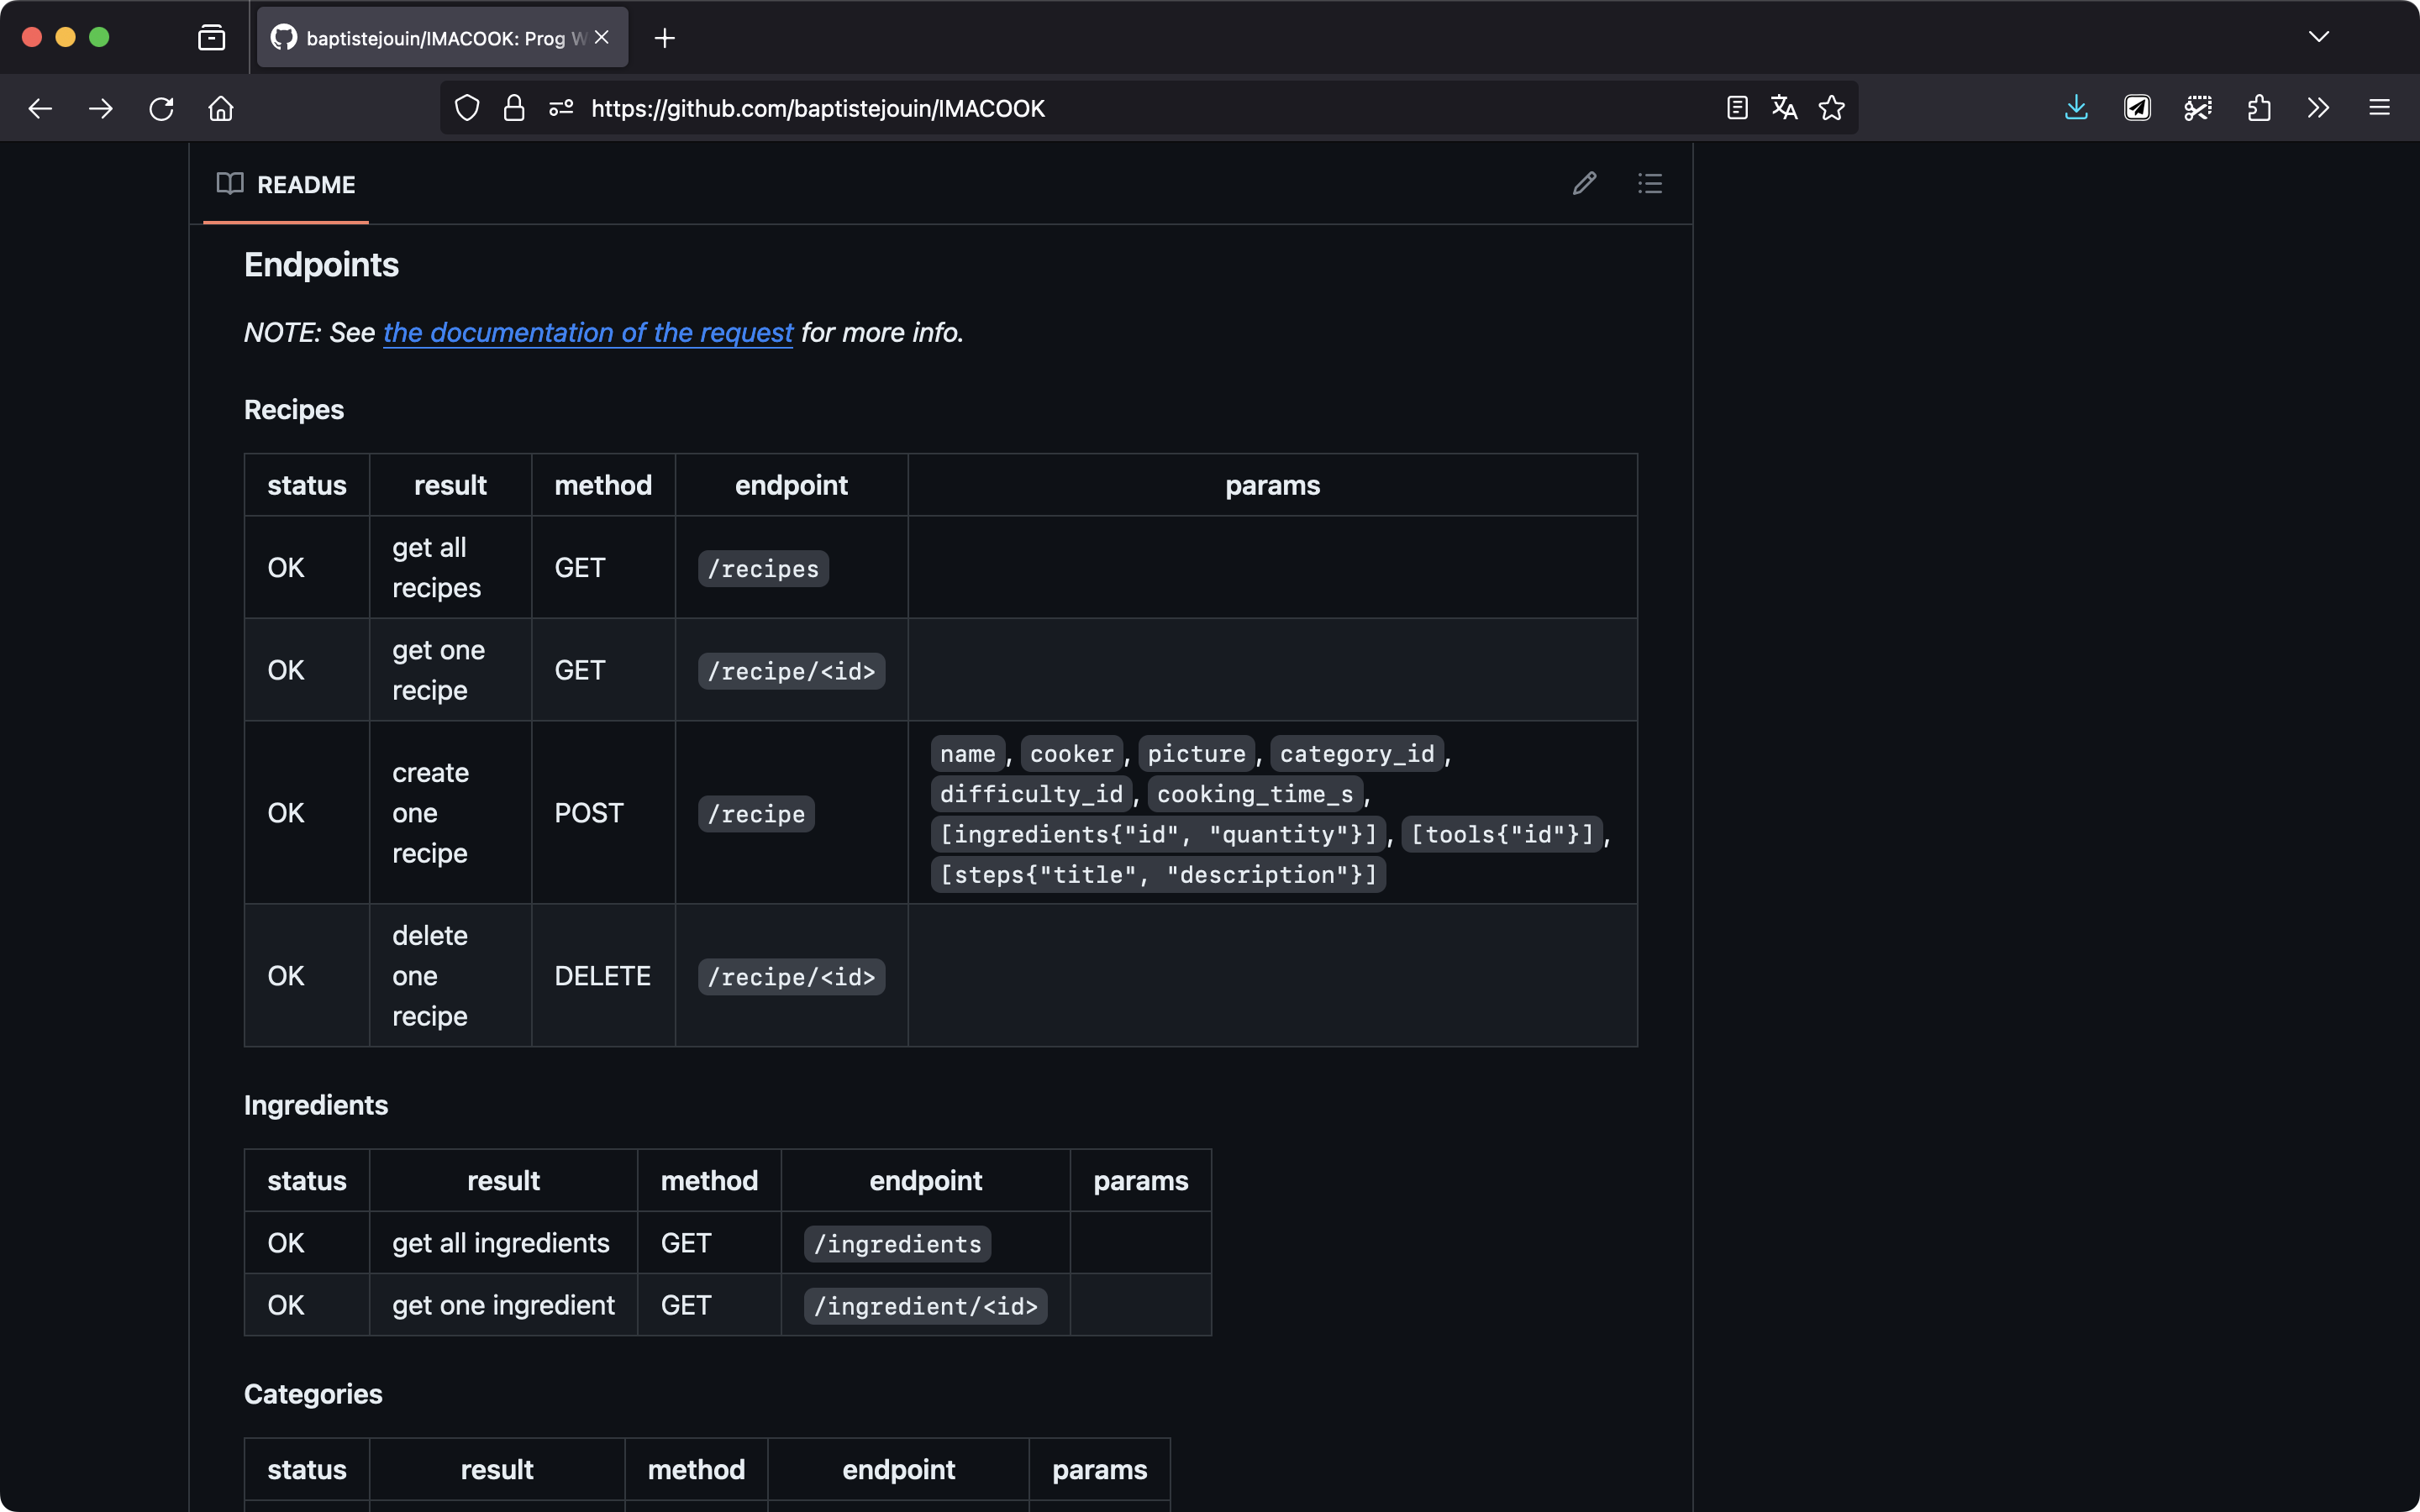 baptistejouin/IMACOOK: Prog W
https://github.com/baptistejouin/IMACOOK
README
Endpoints
NOTE: See the documentation of the request for more info.
Recipes
status result method endpoint params
OK get all recipes GET /recipes
OK get one recipe GET /recipe/<id>
OK create one recipe POST /recipe name, cooker, picture, category_id,
difficulty_id, cooking_time_s,
[ingredients{"id", "quantity"}], [tools{"id"}],
[steps{"title", "description"}]
OK delete one recipe DELETE /recipe/<id>
Ingredients
status result method endpoint params
OK get all ingredients GET /ingredients
OK get one ingredient GET /ingredient/<id>
Categories
status result method endpoint params